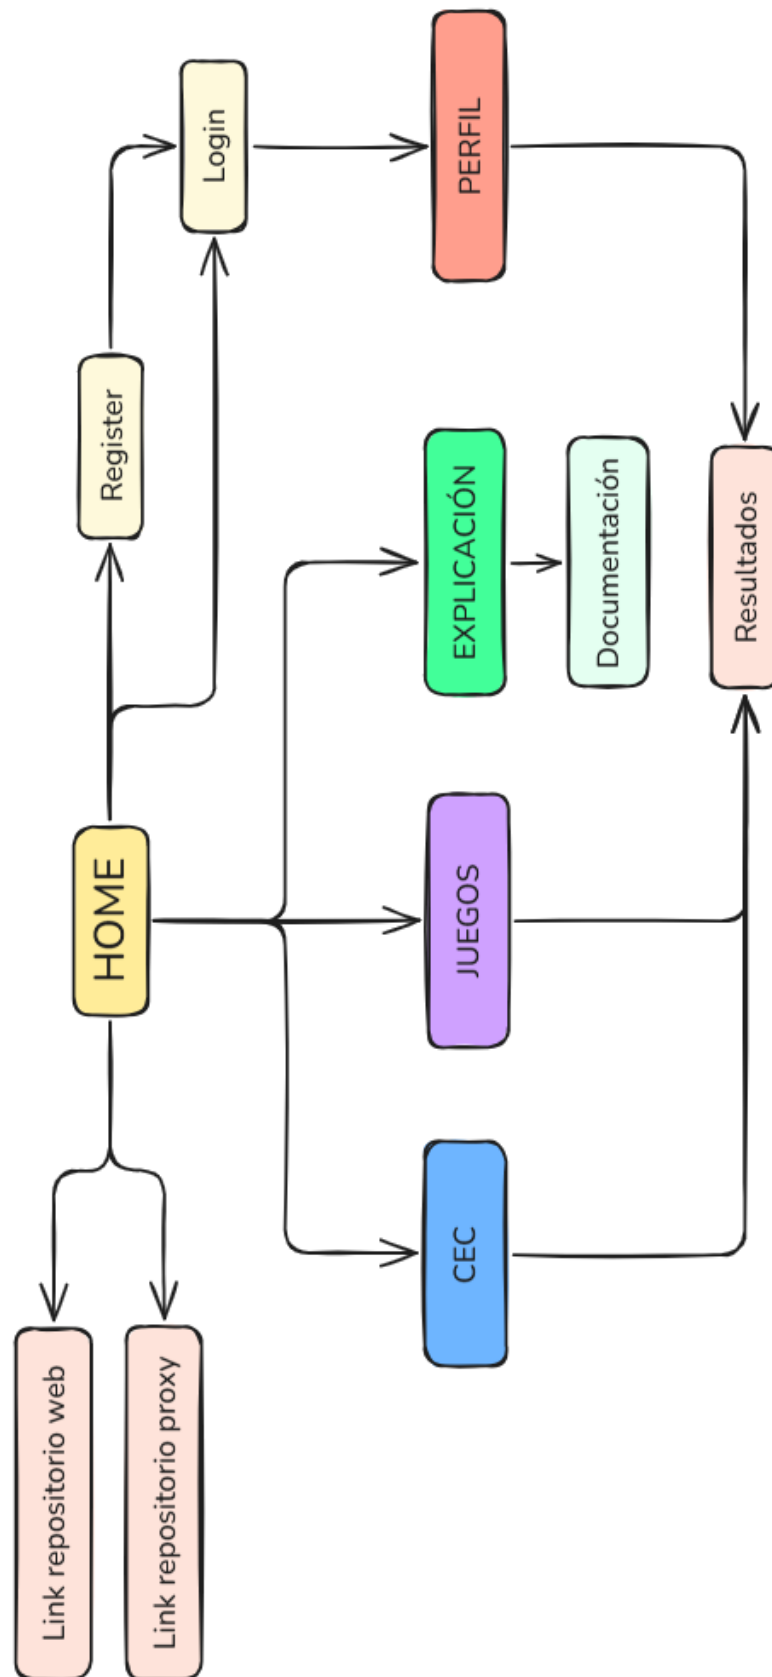 Link repositorio web
Link repositorio proxy
HOME
Register
Login
CEC
JUEGOS
EXPLICACIÓN
PERFIL
Documentación
Resultados